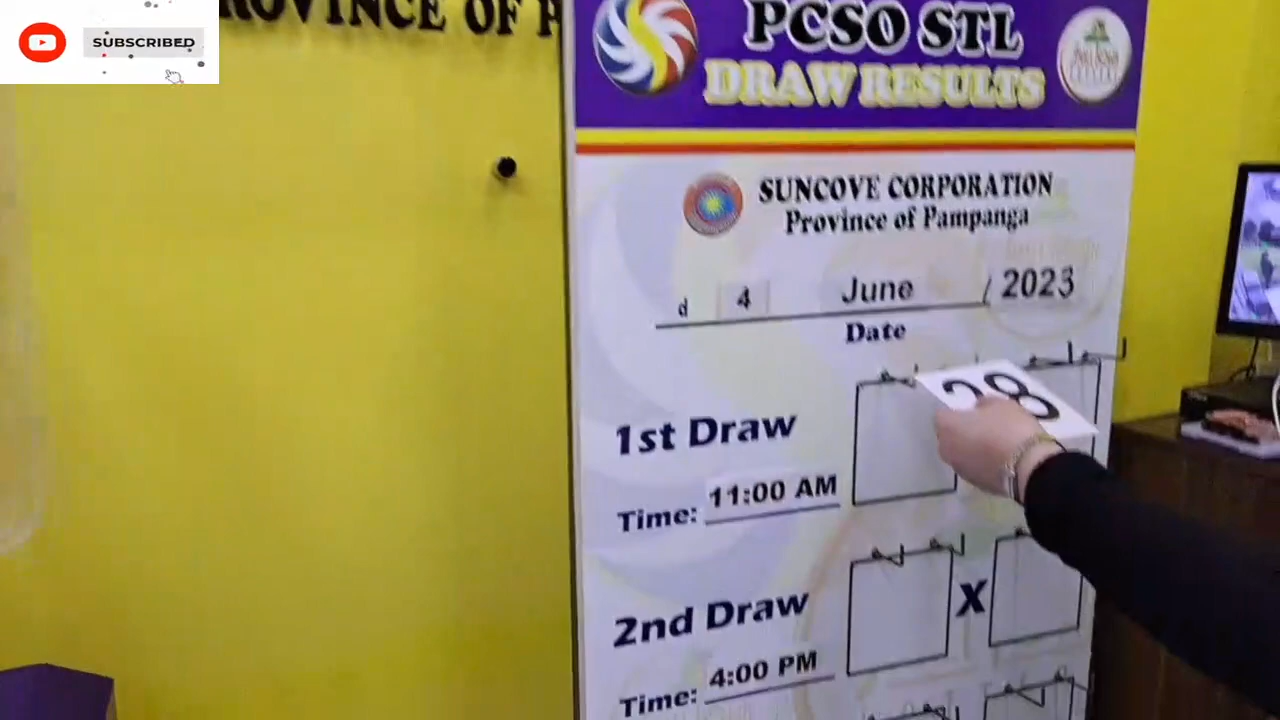 PROVINCE OF P
SUBSCRIBED
PCSO STL
DRAW RESULTS
SUNCOVE CORPORATION
Province of Pampanga
d 4 June / 2023
Date
28
1st Draw
Time: 11:00 AM
2nd Draw X
Time: 4:00 PM